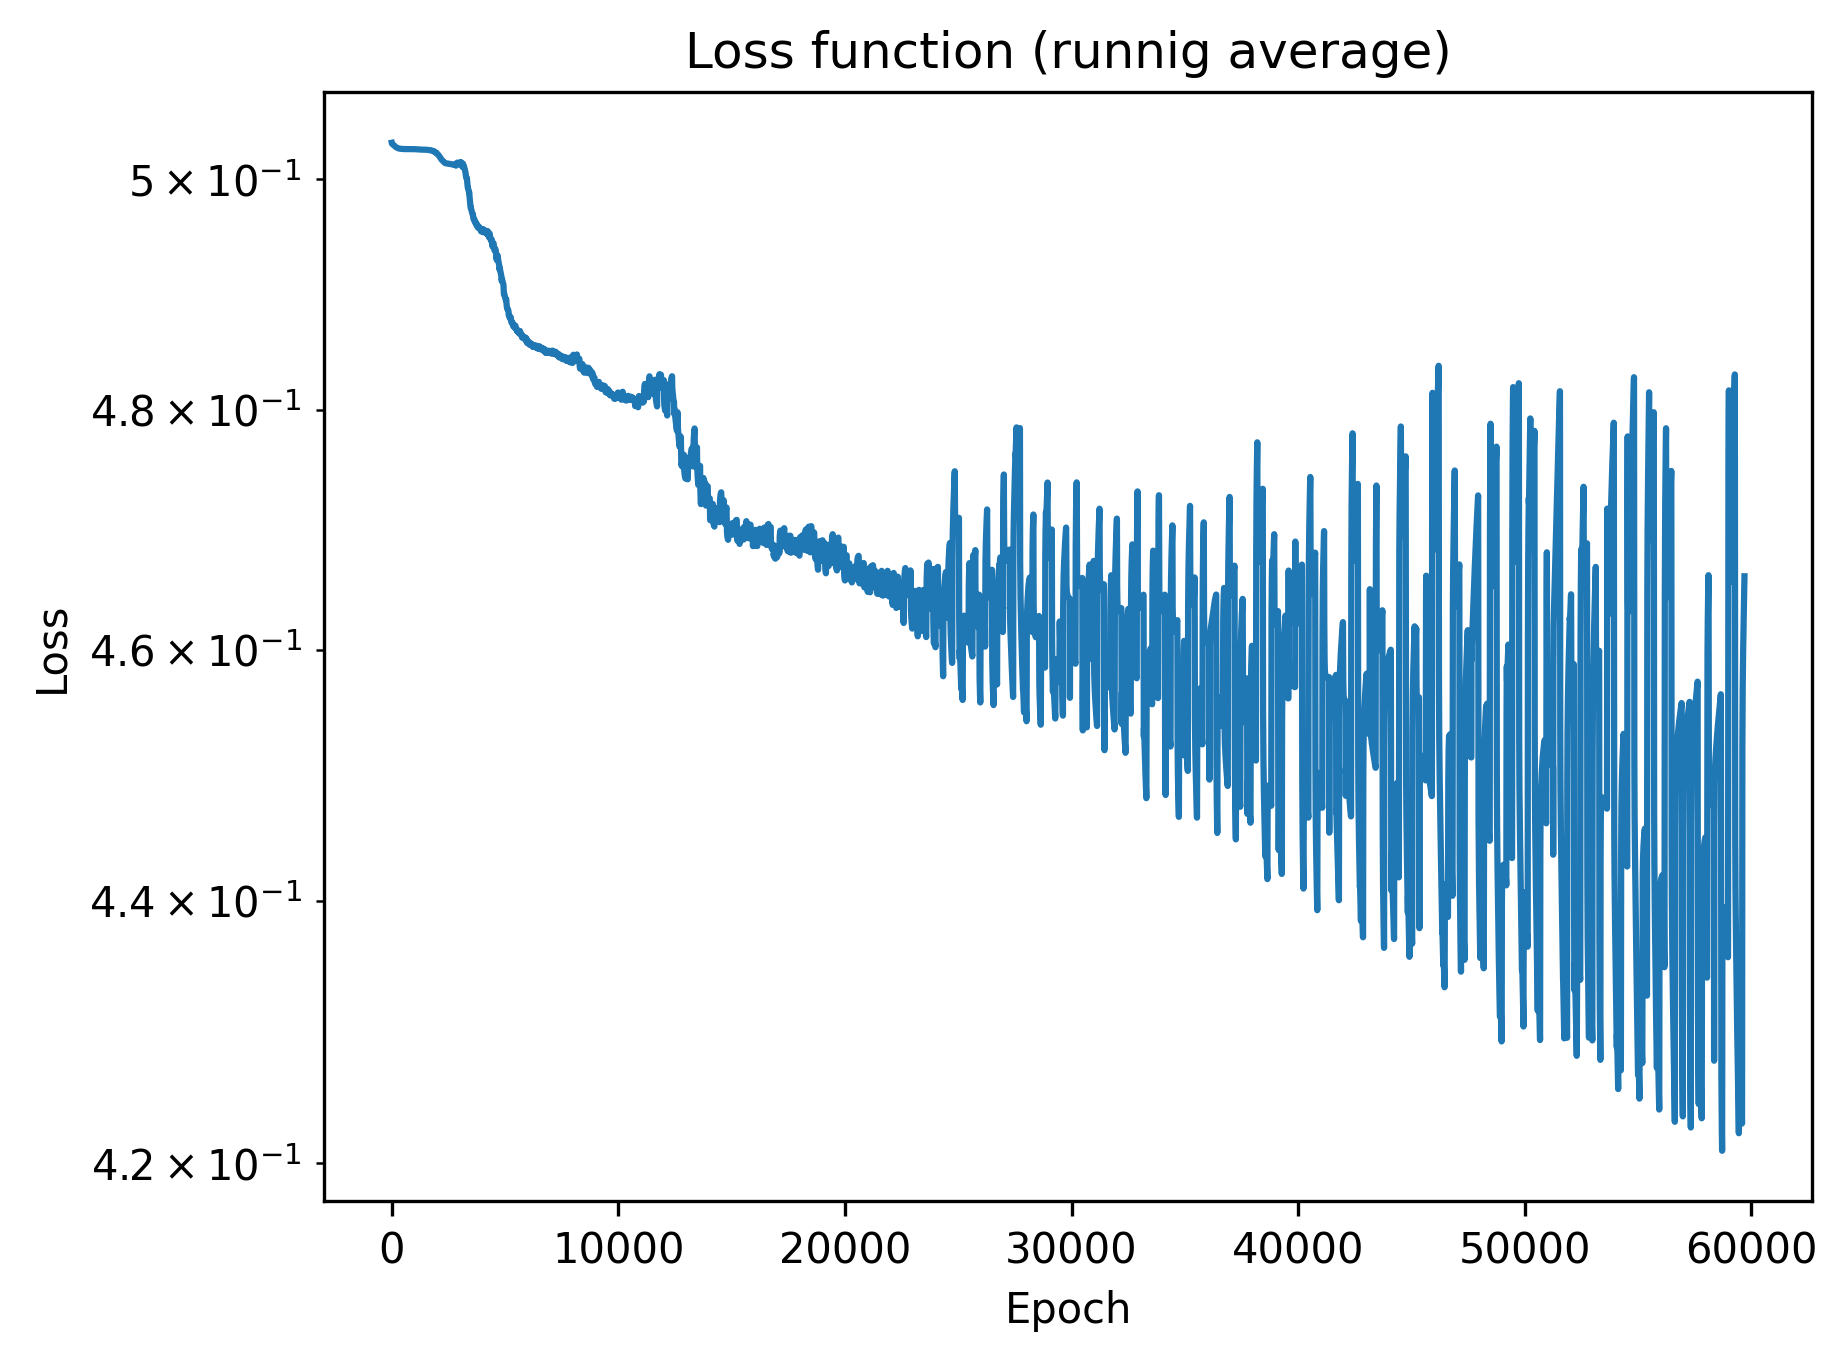 Loss function (runnig average)
5 × 10⁻¹
4.8 × 10⁻¹
4.6 × 10⁻¹
4.4 × 10⁻¹
4.2 × 10⁻¹
Loss
0 10000 20000 30000 40000 50000 60000
Epoch